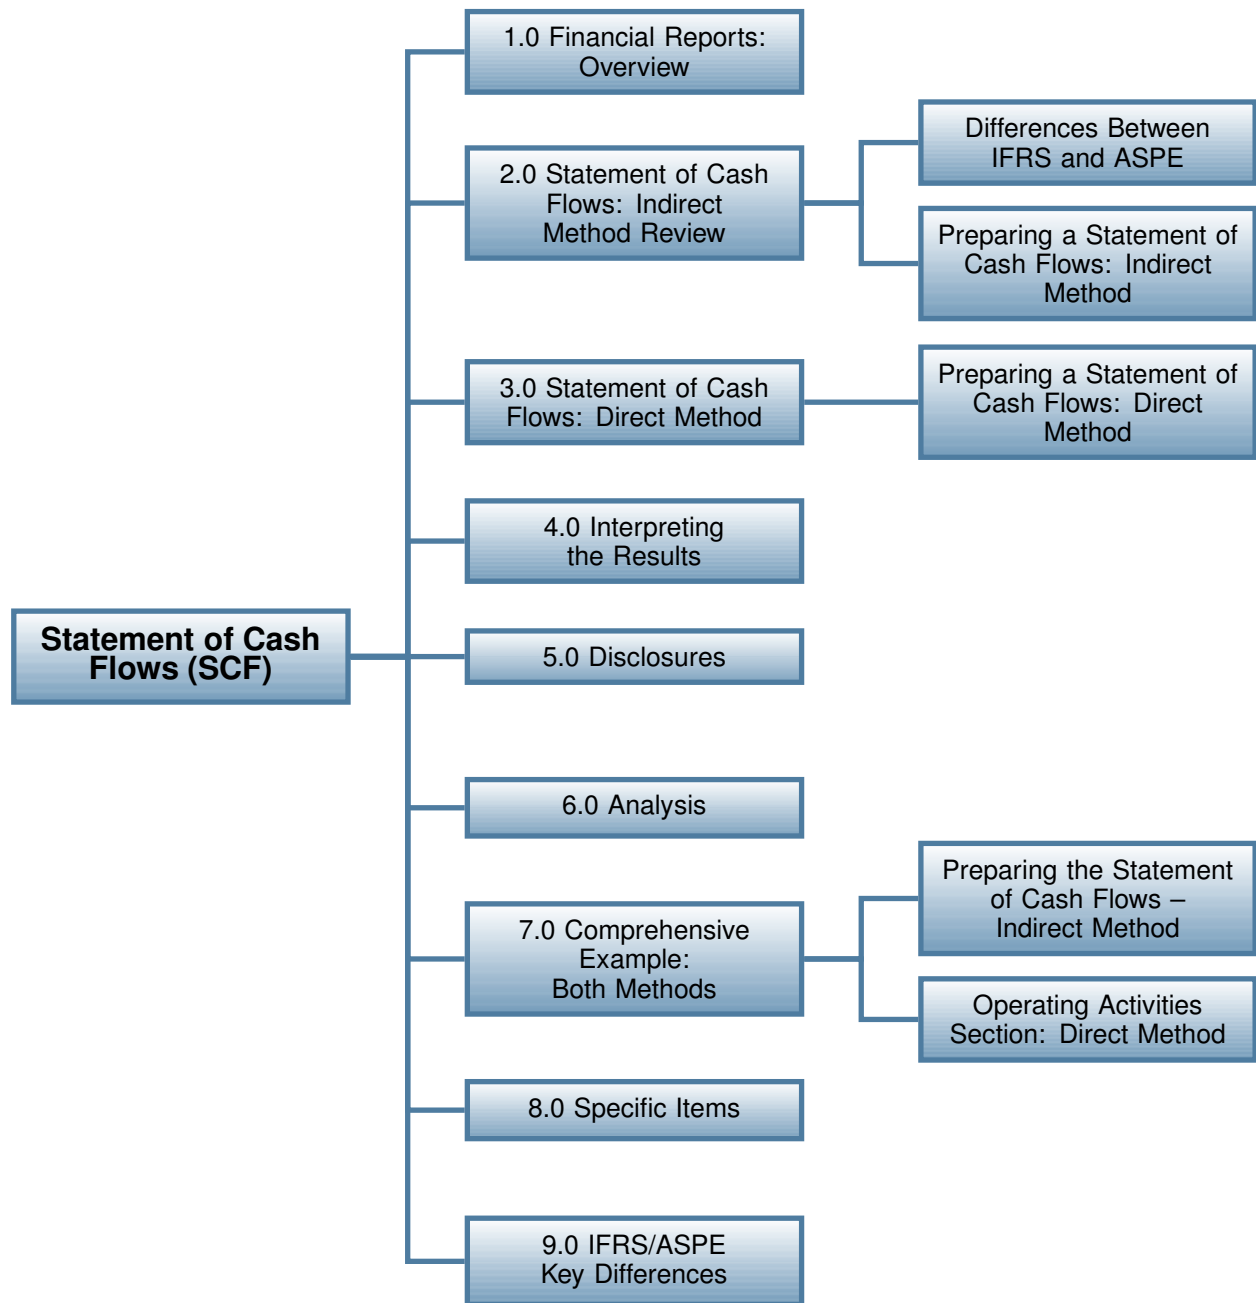 1.0 Financial Reports:
Overview
Differences Between
IFRS and ASPE
2.0 Statement of Cash
Flows: Indirect
Method Review
Preparing a Statement of
Cash Flows: Indirect
Method
3.0 Statement of Cash
Flows: Direct Method
Preparing a Statement of
Cash Flows: Direct
Method
4.0 Interpreting
the Results
Statement of Cash
Flows (SCF)
5.0 Disclosures
6.0 Analysis
Preparing the Statement
of Cash Flows –
Indirect Method
7.0 Comprehensive
Example:
Both Methods
Operating Activities
Section: Direct Method
8.0 Specific Items
9.0 IFRS/ASPE
Key Differences